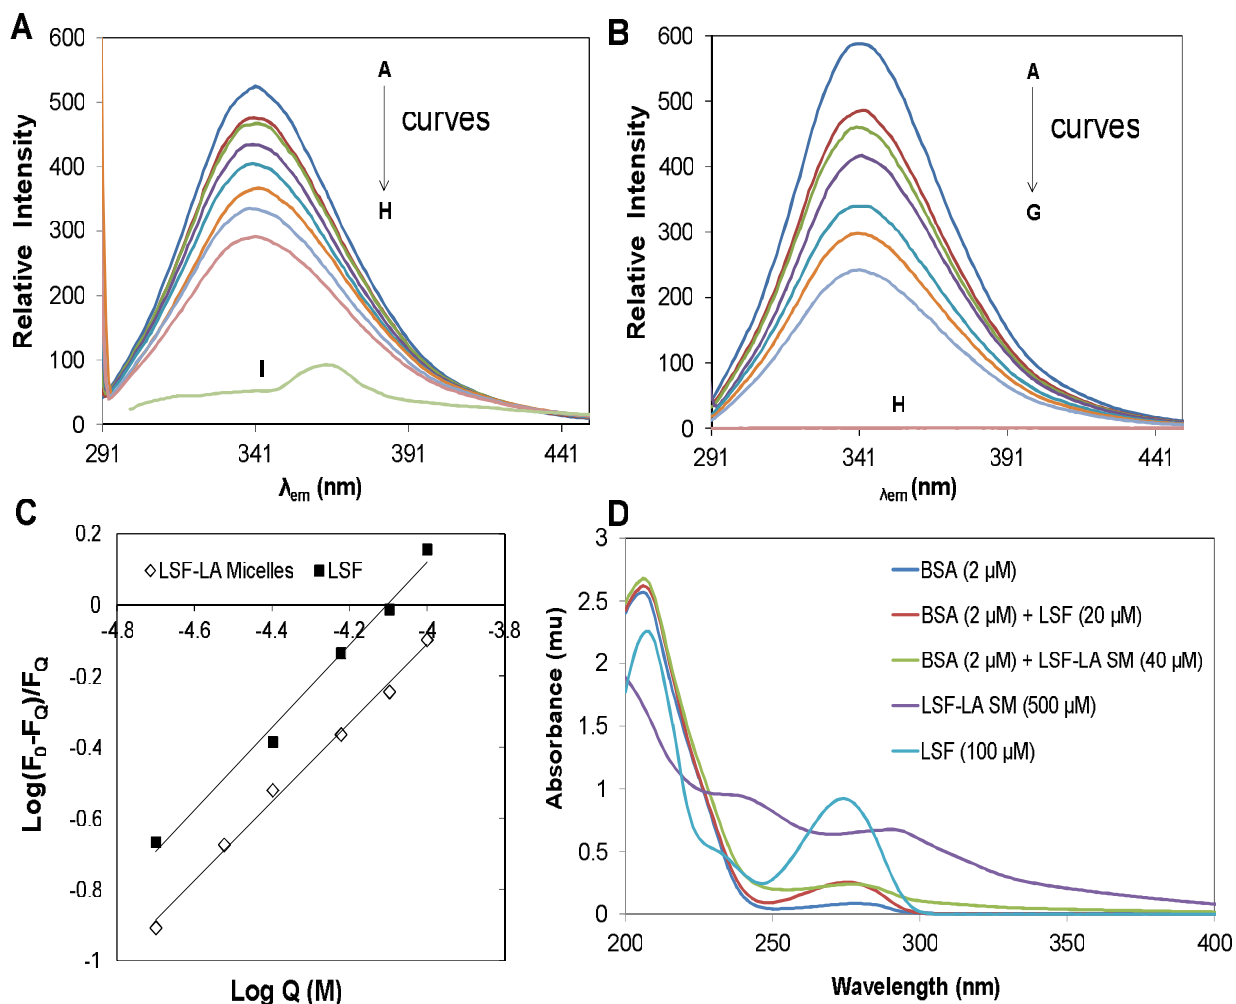 A
600
500
400
300
200
100
0
Relative Intensity
A
curves
H
I
291 341 391 441
λem (nm)
B
600
500
400
300
200
100
0
Relative Intensity
A
curves
G
H
291 341 391 441
λem (nm)
C
0.2
0
-0.2
-0.4
-0.6
-0.8
-1
Log(F0-FQ)/FQ
LSF-LA Micelles LSF
-4.8 -4.6 -4.4 -4.2 -4 -3.8
Log Q (M)
D
3
2.5
2
1.5
1
0.5
0
Absorbance (mu)
BSA (2 µM)
BSA (2 µM) + LSF (20 µM)
BSA (2 µM) + LSF-LA SM (40 µM)
LSF-LA SM (500 µM)
LSF (100 µM)
200 250 300 350 400
Wavelength (nm)